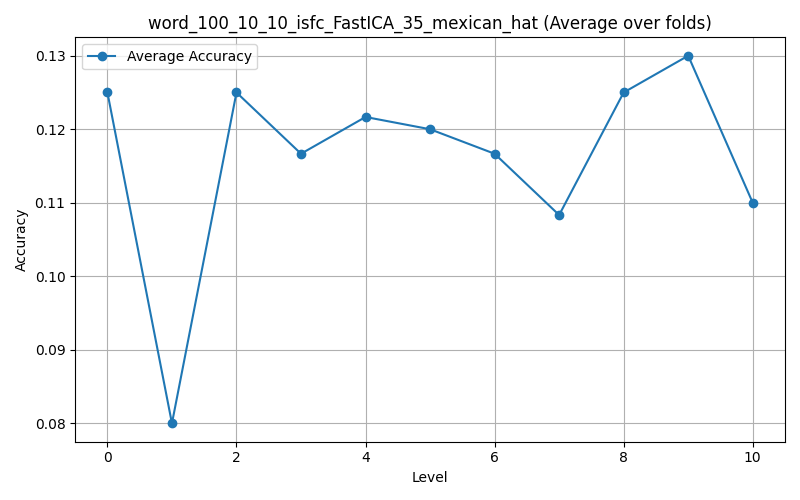 word_100_10_10_isfc_FastICA_35_mexican_hat (Average over folds)
Average Accuracy
0.13
0.12
0.11
0.10
0.09
0.08
Accuracy
0 2 4 6 8 10
Level